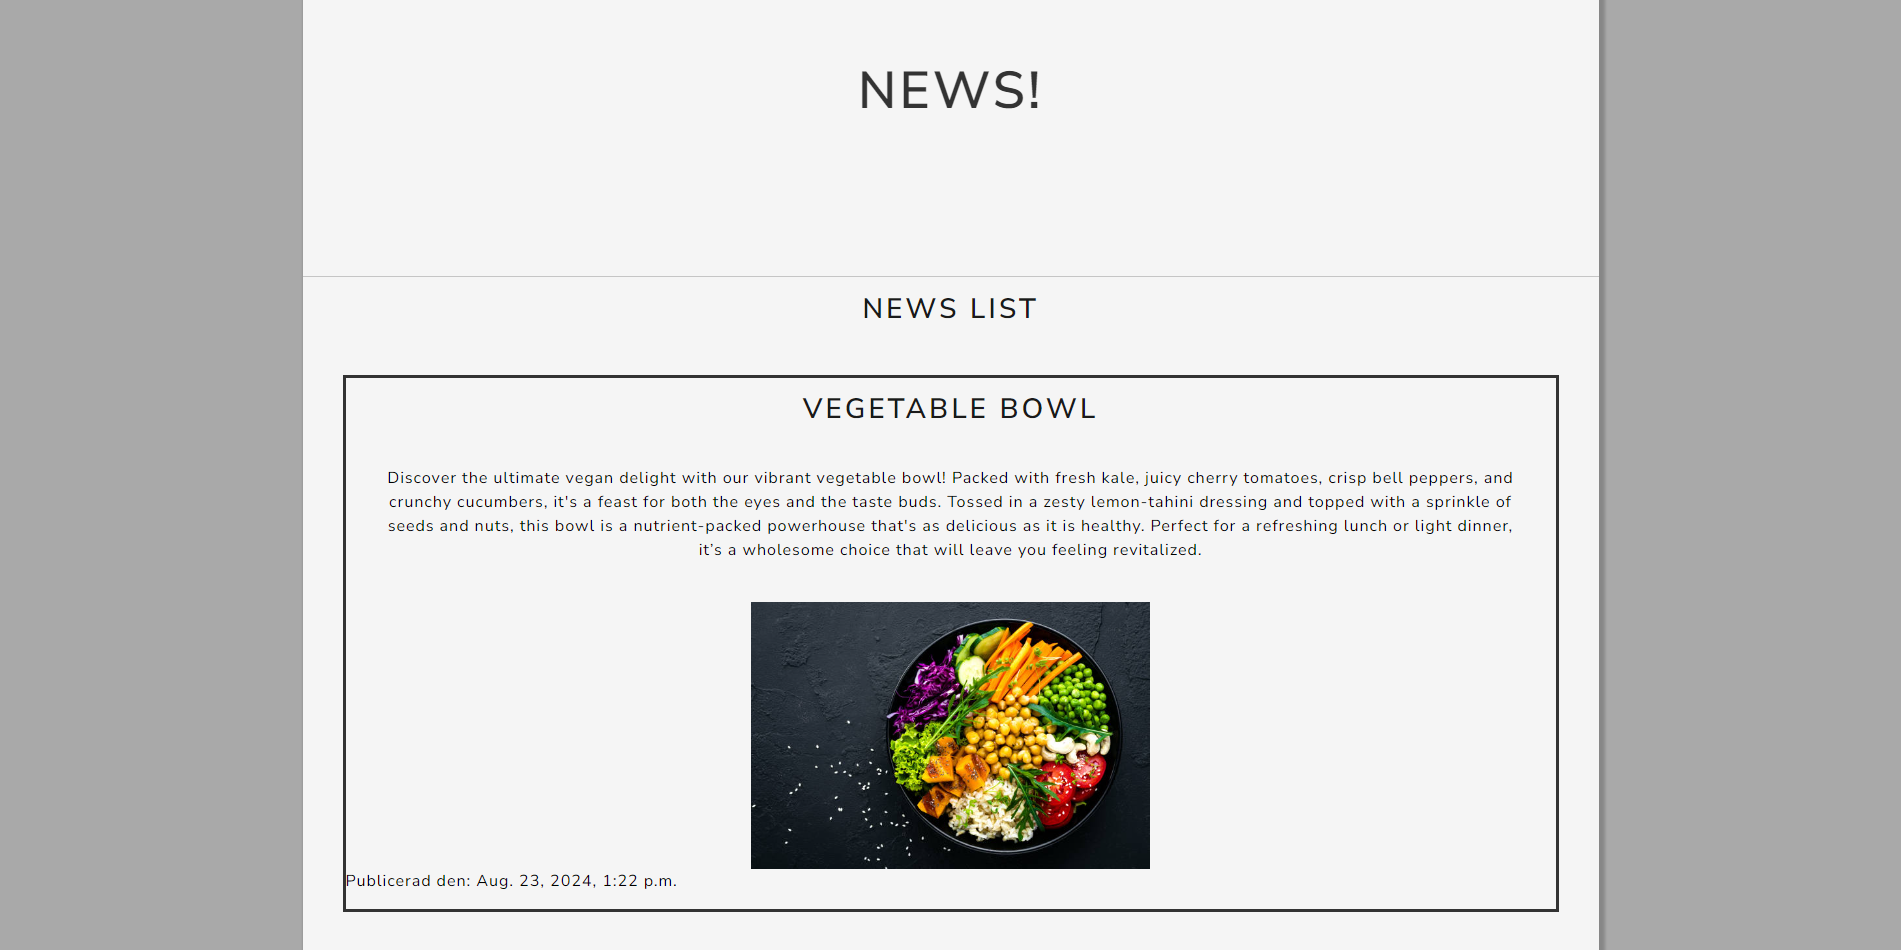 NEWS!
NEWS LIST
VEGETABLE BOWL
Discover the ultimate vegan delight with our vibrant vegetable bowl! Packed with fresh kale, juicy cherry tomatoes, crisp bell peppers, and
crunchy cucumbers, it's a feast for both the eyes and the taste buds. Tossed in a zesty lemon-tahini dressing and topped with a sprinkle of
seeds and nuts, this bowl is a nutrient-packed powerhouse that's as delicious as it is healthy. Perfect for a refreshing lunch or light dinner,
it’s a wholesome choice that will leave you feeling revitalized.
Publicerad den: Aug. 23, 2024, 1:22 p.m.